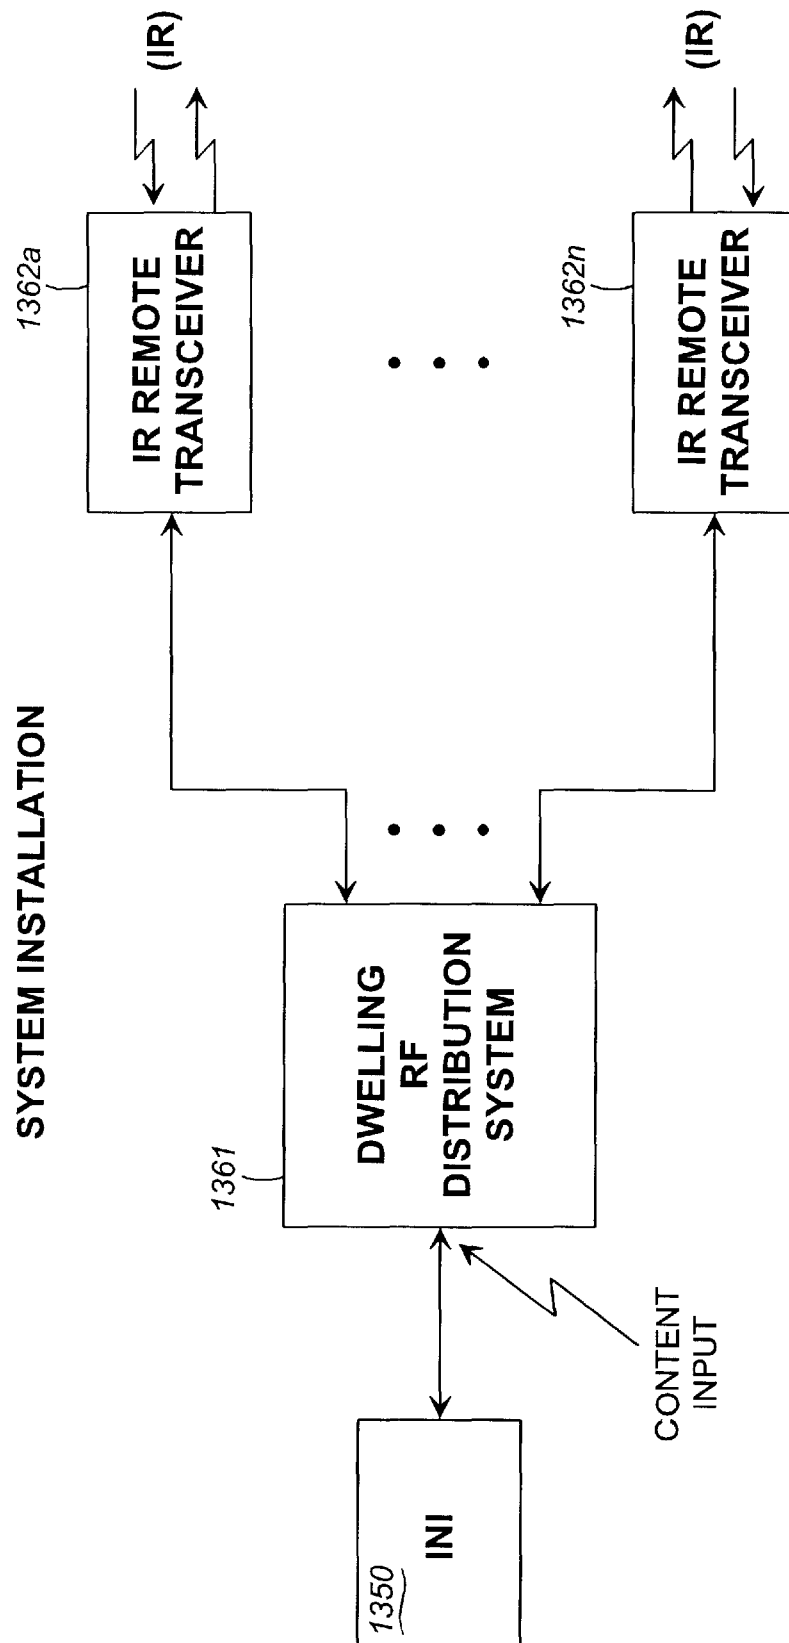 SYSTEM INSTALLATION
1350
INI
CONTENT
INPUT
1361
DWELLING
RF
DISTRIBUTION
SYSTEM
1362a
IR REMOTE
TRANSCEIVER
(IR)
1362n
IR REMOTE
TRANSCEIVER
(IR)